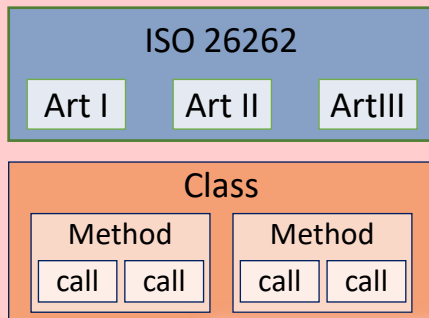 ISO 26262
Art I Art II ArtIII
Class
Method Method
call call call call